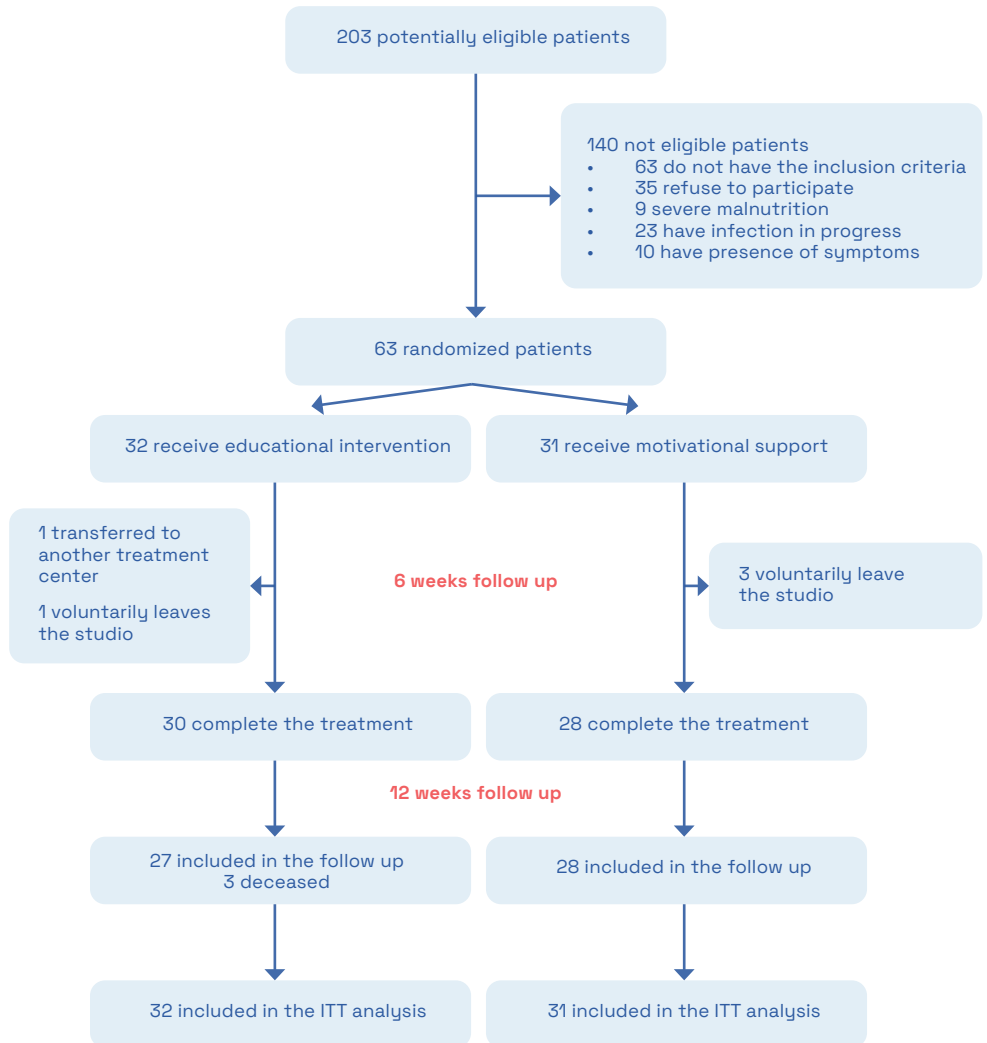 203 potentially eligible patients
140 not eligible patients
• 63 do not have the inclusion criteria
• 35 refuse to participate
• 9 severe malnutrition
• 23 have infection in progress
• 10 have presence of symptoms
63 randomized patients
32 receive educational intervention
31 receive motivational support
1 transferred to
another treatment
center
1 voluntarily leaves
the studio
6 weeks follow up
3 voluntarily leave
the studio
30 complete the treatment
28 complete the treatment
12 weeks follow up
27 included in the follow up
3 deceased
28 included in the follow up
32 included in the ITT analysis
31 included in the ITT analysis